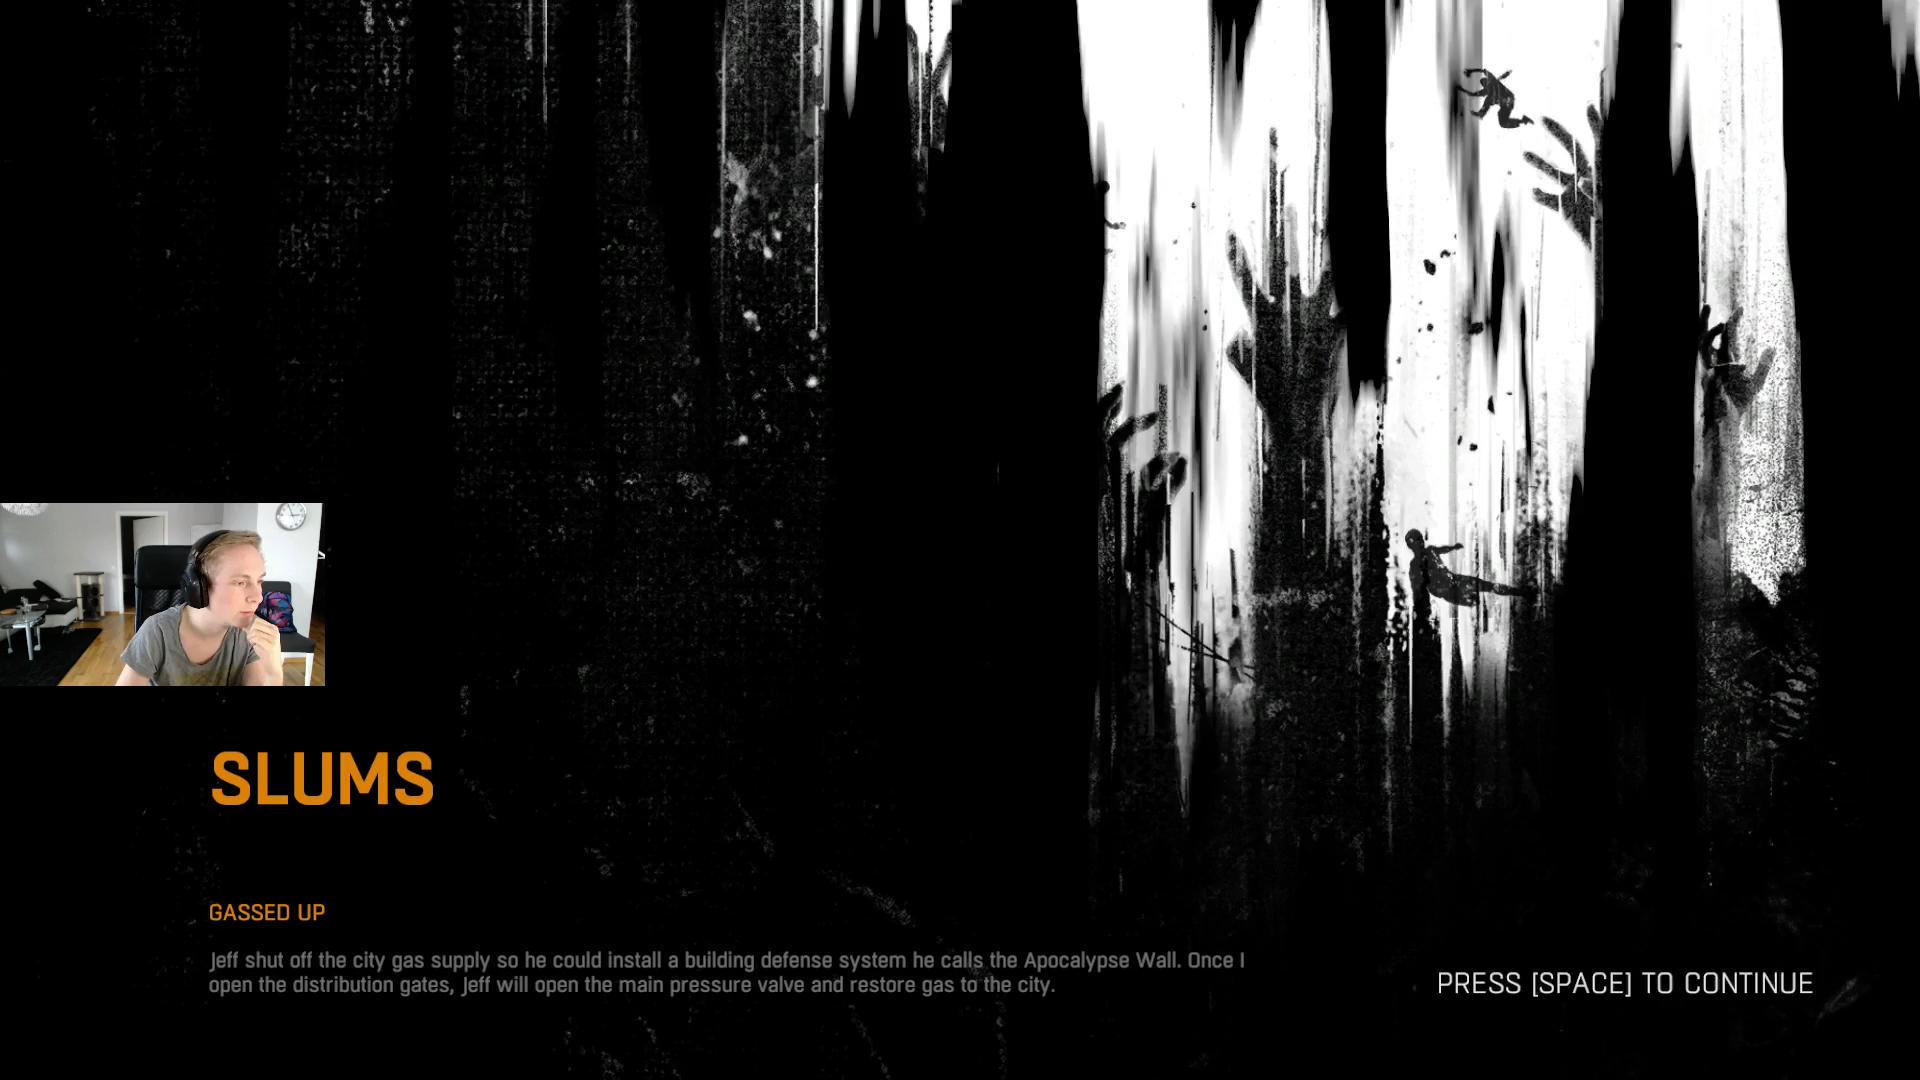 SLUMS
GASSED UP
Jeff shut off the city gas supply so he could install a building defense system he calls the Apocalypse Wall. Once I
open the distribution gates, Jeff will open the main pressure valve and restore gas to the city.
PRESS [SPACE] TO CONTINUE